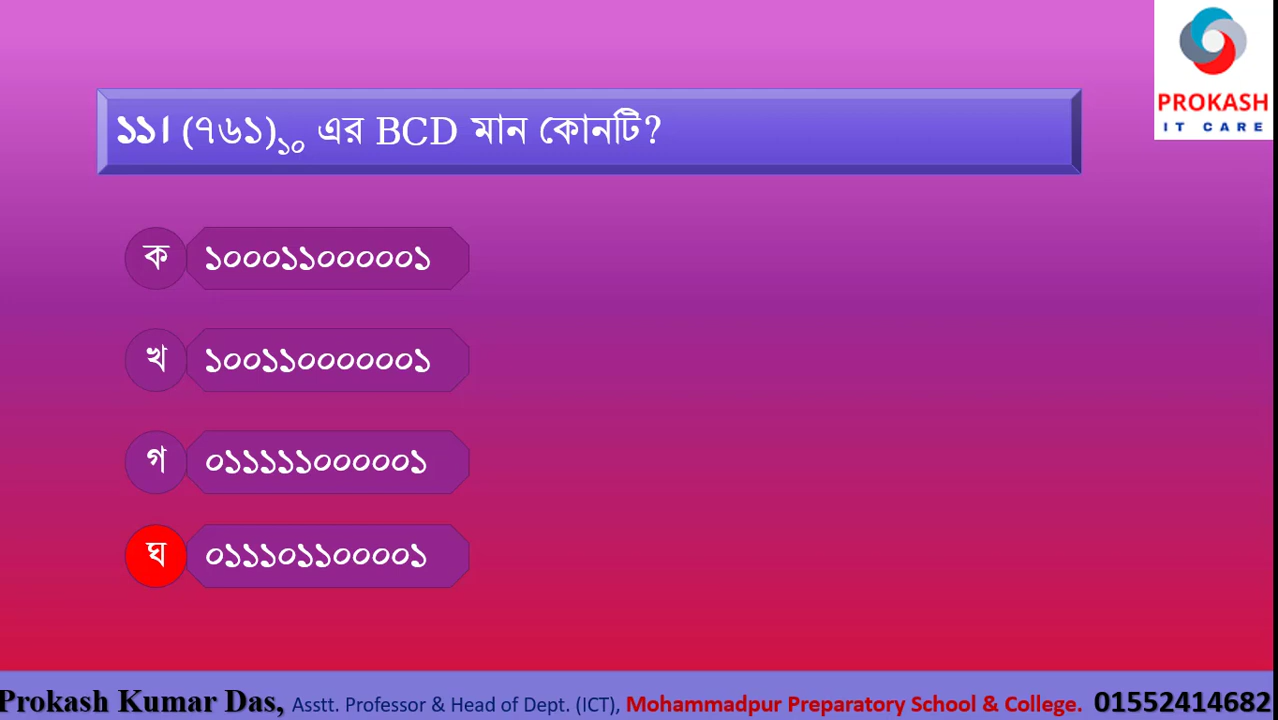 PROKASH
IT CARE
১১। (৭৬১)১০ এর BCD মান কোনটি?
ক ১০০০১১০০০০০১
খ ১০০১১০০০০০০১
গ ০১১১১১০০০০০১
ঘ ০১১১০১১০০০০১
Prokash Kumar Das, Asstt. Professor & Head of Dept. (ICT), Mohammadpur Preparatory School & College. 01552414682